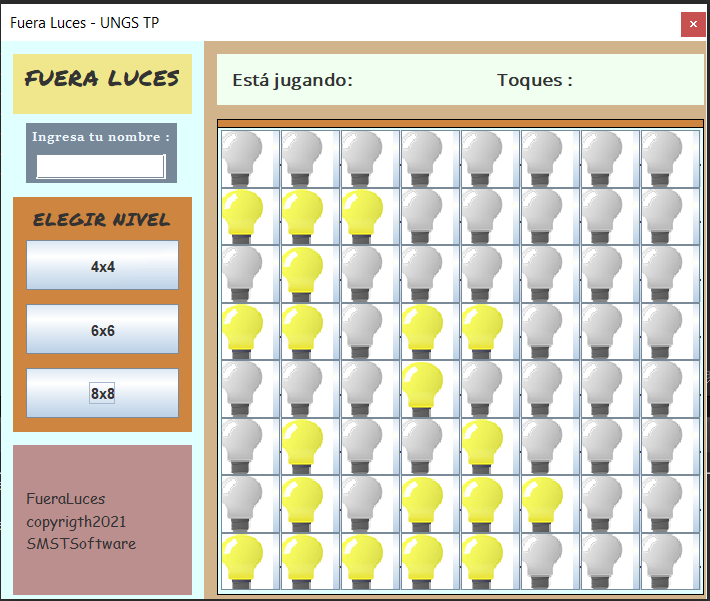 Fuera Luces - UNGS TP
FUERA LUCES
Ingresa tu nombre :
ELEGIR NIVEL
4x4
6x6
8x8
FueraLuces
copyrigth2021
SMSTSoftware
Está jugando:
Toques :